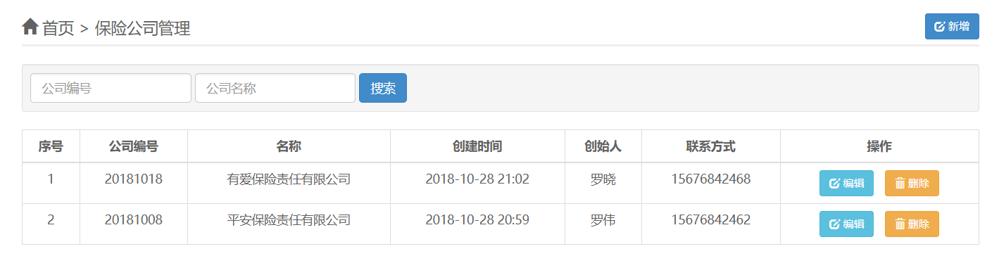 首页 > 保险公司管理 新增
公司编号 公司名称 搜索
序号 公司编号 名称 创建时间 创始人 联系方式 操作
1 20181018 有爱保险责任有限公司 2018-10-28 21:02 罗晓 15676842468 编辑 删除
2 20181008 平安保险责任有限公司 2018-10-28 20:59 罗伟 15676842462 编辑 删除